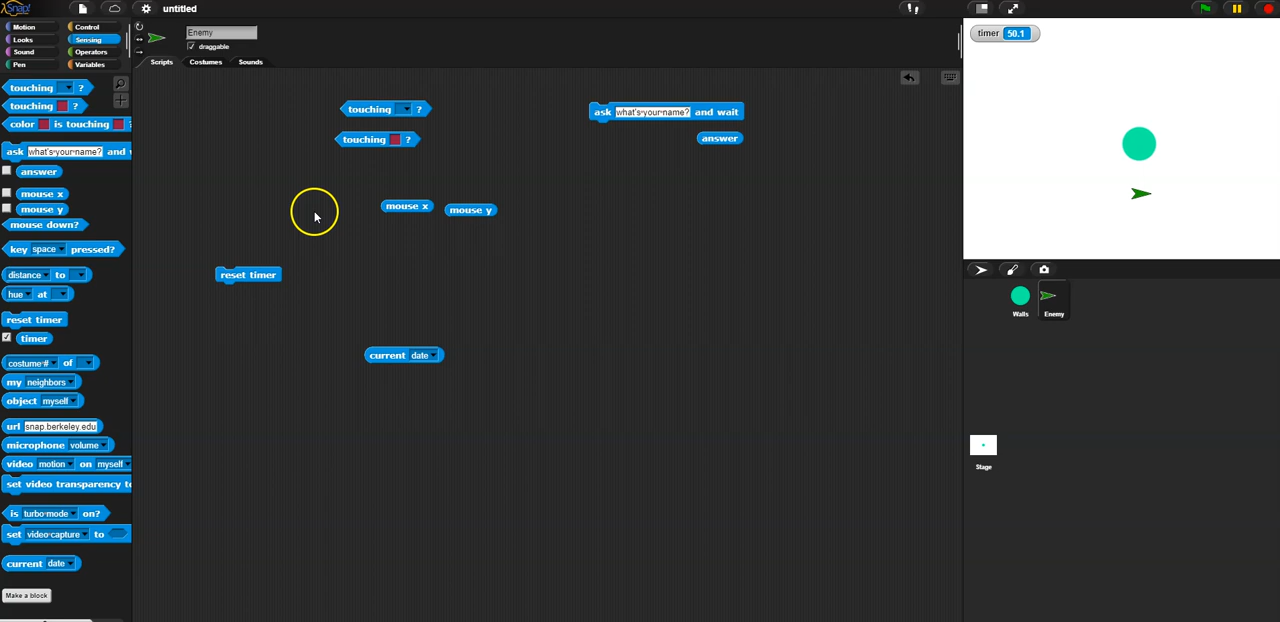 Snap! untitled
Motion Control
Looks Sensing
Sound Operators
Pen Variables
Enemy
draggable
Scripts Costumes Sounds
touching ?
touching ?
color is touching ?
ask what's your name? and
answer
mouse x
mouse y
mouse down?
key space pressed?
distance to
hue at
reset timer
timer
costume # of
my neighbors
object myself
url snap.berkeley.edu
microphone volume
video motion on myself
set video transparency to
is turbo mode on?
set video capture to
current date
Make a block
touching ?
touching ?
ask what's your name? and wait
answer
mouse x mouse y
reset timer
current date
timer 50.1
Walls Enemy
Stage